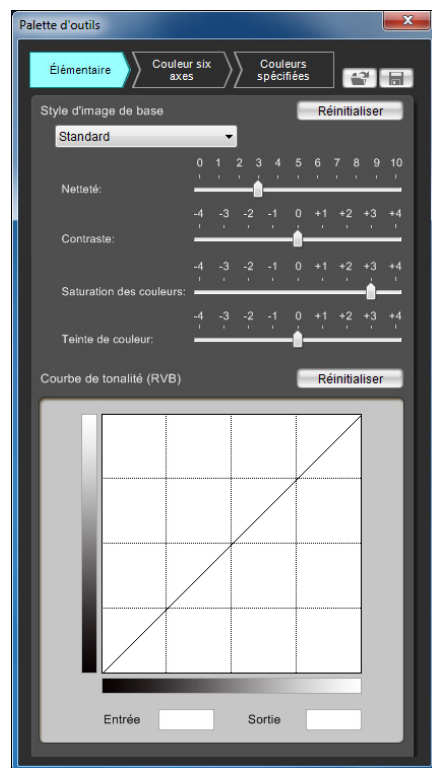 Palette d'outils
Élémentaire
Couleur six
axes
Couleurs
spécifiées
Style d'image de base
Réinitialiser
Standard
0 1 2 3 4 5 6 7 8 9 10
Netteté:
-4 -3 -2 -1 0 +1 +2 +3 +4
Contraste:
-4 -3 -2 -1 0 +1 +2 +3 +4
Saturation des couleurs:
-4 -3 -2 -1 0 +1 +2 +3 +4
Teinte de couleur:
Courbe de tonalité (RVB)
Réinitialiser
Entrée
Sortie